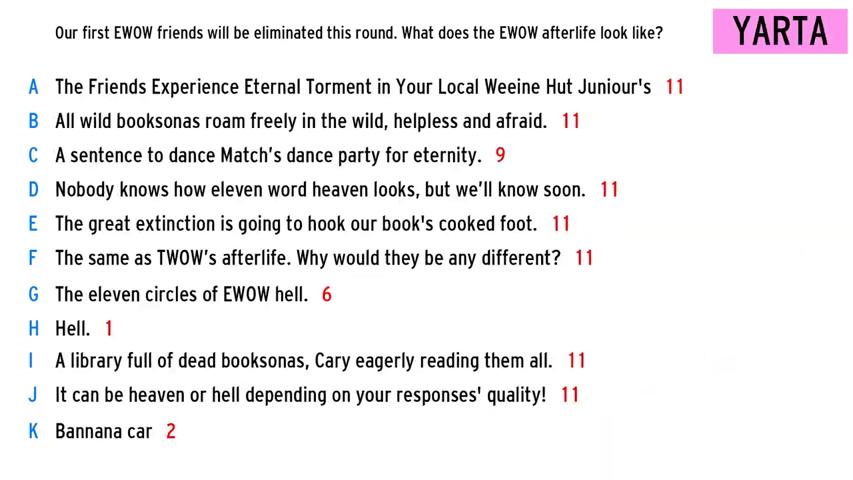 Our first EWOW friends will be eliminated this round. What does the EWOW afterlife look like?
YARTA
A The Friends Experience Eternal Torment in Your Local Weeine Hut Juniour's 11
B All wild booksonas roam freely in the wild, helpless and afraid. 11
C A sentence to dance Match's dance party for eternity. 9
D Nobody knows how eleven word heaven looks, but we'll know soon. 11
E The great extinction is going to hook our book's cooked foot. 11
F The same as TWOW's afterlife. Why would they be any different? 11
G The eleven circles of EWOW hell. 6
H Hell. 1
I A library full of dead booksonas, Cary eagerly reading them all. 11
J It can be heaven or hell depending on your responses' quality! 11
K Bannana car 2